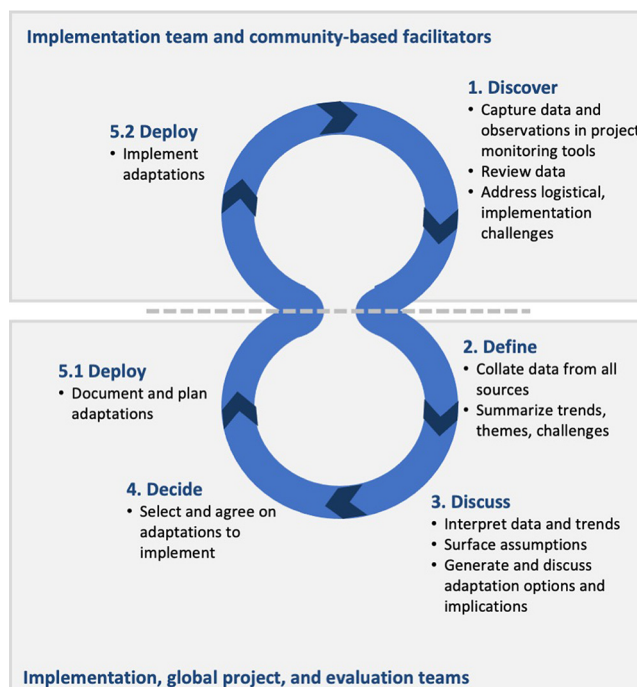 Implementation team and community-based facilitators
1. Discover
• Capture data and
observations in project
monitoring tools
• Review data
• Address logistical,
implementation
challenges
5.2 Deploy
• Implement
adaptations
2. Define
• Collate data from all
sources
• Summarize trends,
themes, challenges
3. Discuss
• Interpret data and trends
• Surface assumptions
• Generate and discuss
adaptation options and
implications
4. Decide
• Select and agree on
adaptations to
implement
5.1 Deploy
• Document and plan
adaptations
Implementation, global project, and evaluation teams